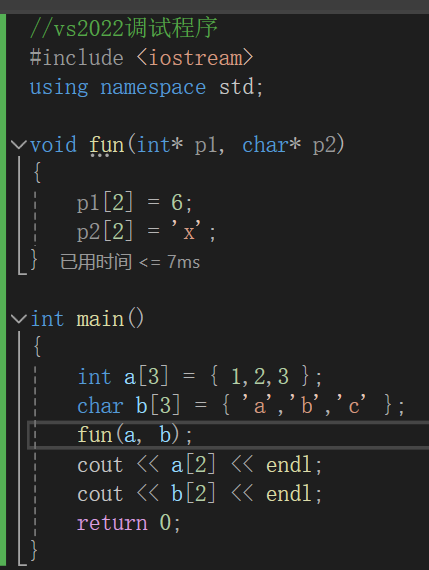 //vs2022调试程序
#include <iostream>
using namespace std;
void fun(int* p1, char* p2)
{
p1[2] = 6;
p2[2] = 'x';
} 已用时间 <= 7ms
int main()
{
int a[3] = { 1,2,3 };
char b[3] = { 'a','b','c' };
fun(a, b);
cout << a[2] << endl;
cout << b[2] << endl;
return 0;
}